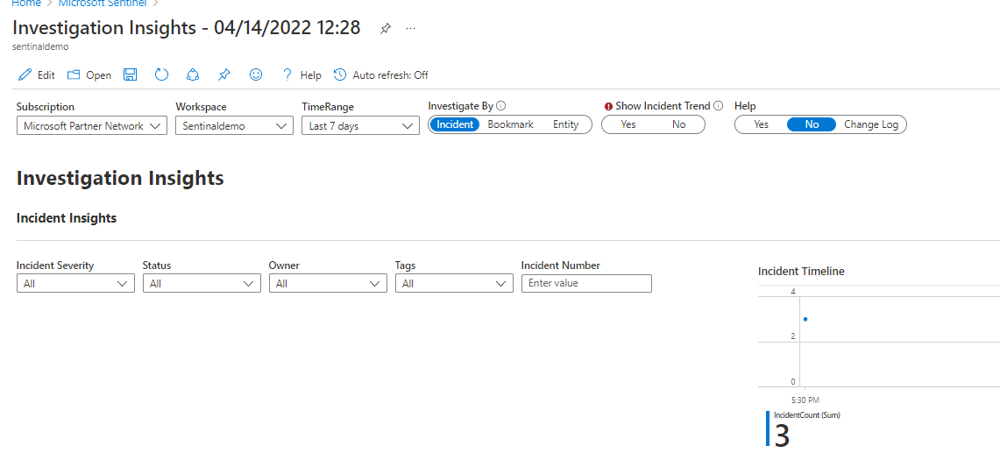 Home > Microsoft Sentinel >
Investigation Insights - 04/14/2022 12:28 ...
sentinaldemo
Edit Open ? Help Auto refresh: Off
Subscription Workspace TimeRange Investigate By Show Incident Trend Help
Microsoft Partner Network Sentinaldemo Last 7 days Incident Bookmark Entity Yes No Yes No Change Log
Investigation Insights
Incident Insights
Incident Severity Status Owner Tags Incident Number
All All All All Enter value
Incident Timeline
4
2
0
5:30 PM
IncidentCount (Sum)
3